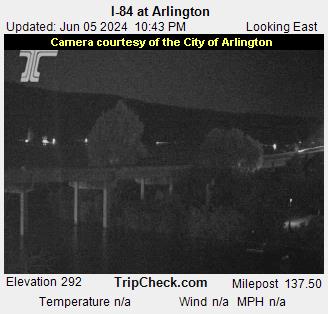 I-84 at Arlington
Updated: Jun 05 2024 10:43 PM Looking East
Camera courtesy of the City of Arlington
Elevation 292 TripCheck.com Milepost 137.50
Temperature n/a Wind n/a MPH n/a